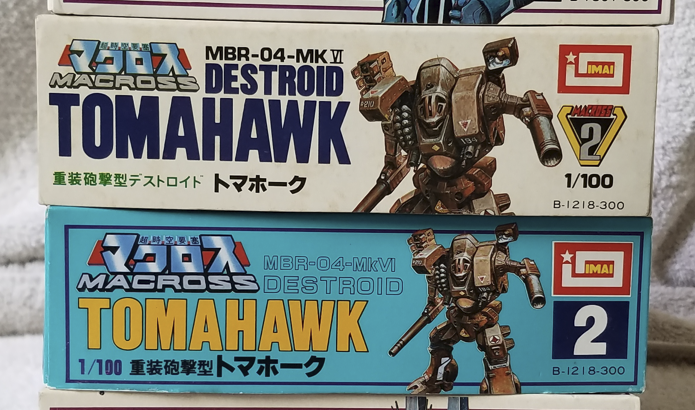 B-1217-300
超時空要塞
マクロス
MACROSS
MBR-04-MKⅥ
DESTROID
TOMAHAWK
重装砲撃型デストロイド トマホーク
IMAI
MACROSS
2
1/100
B-1218-300
超時空要塞
マクロス
MACROSS
MBR-04-MkVI
DESTROID
TOMAHAWK
1/100 重装砲撃型トマホーク
IMAI
2
B-1218-300